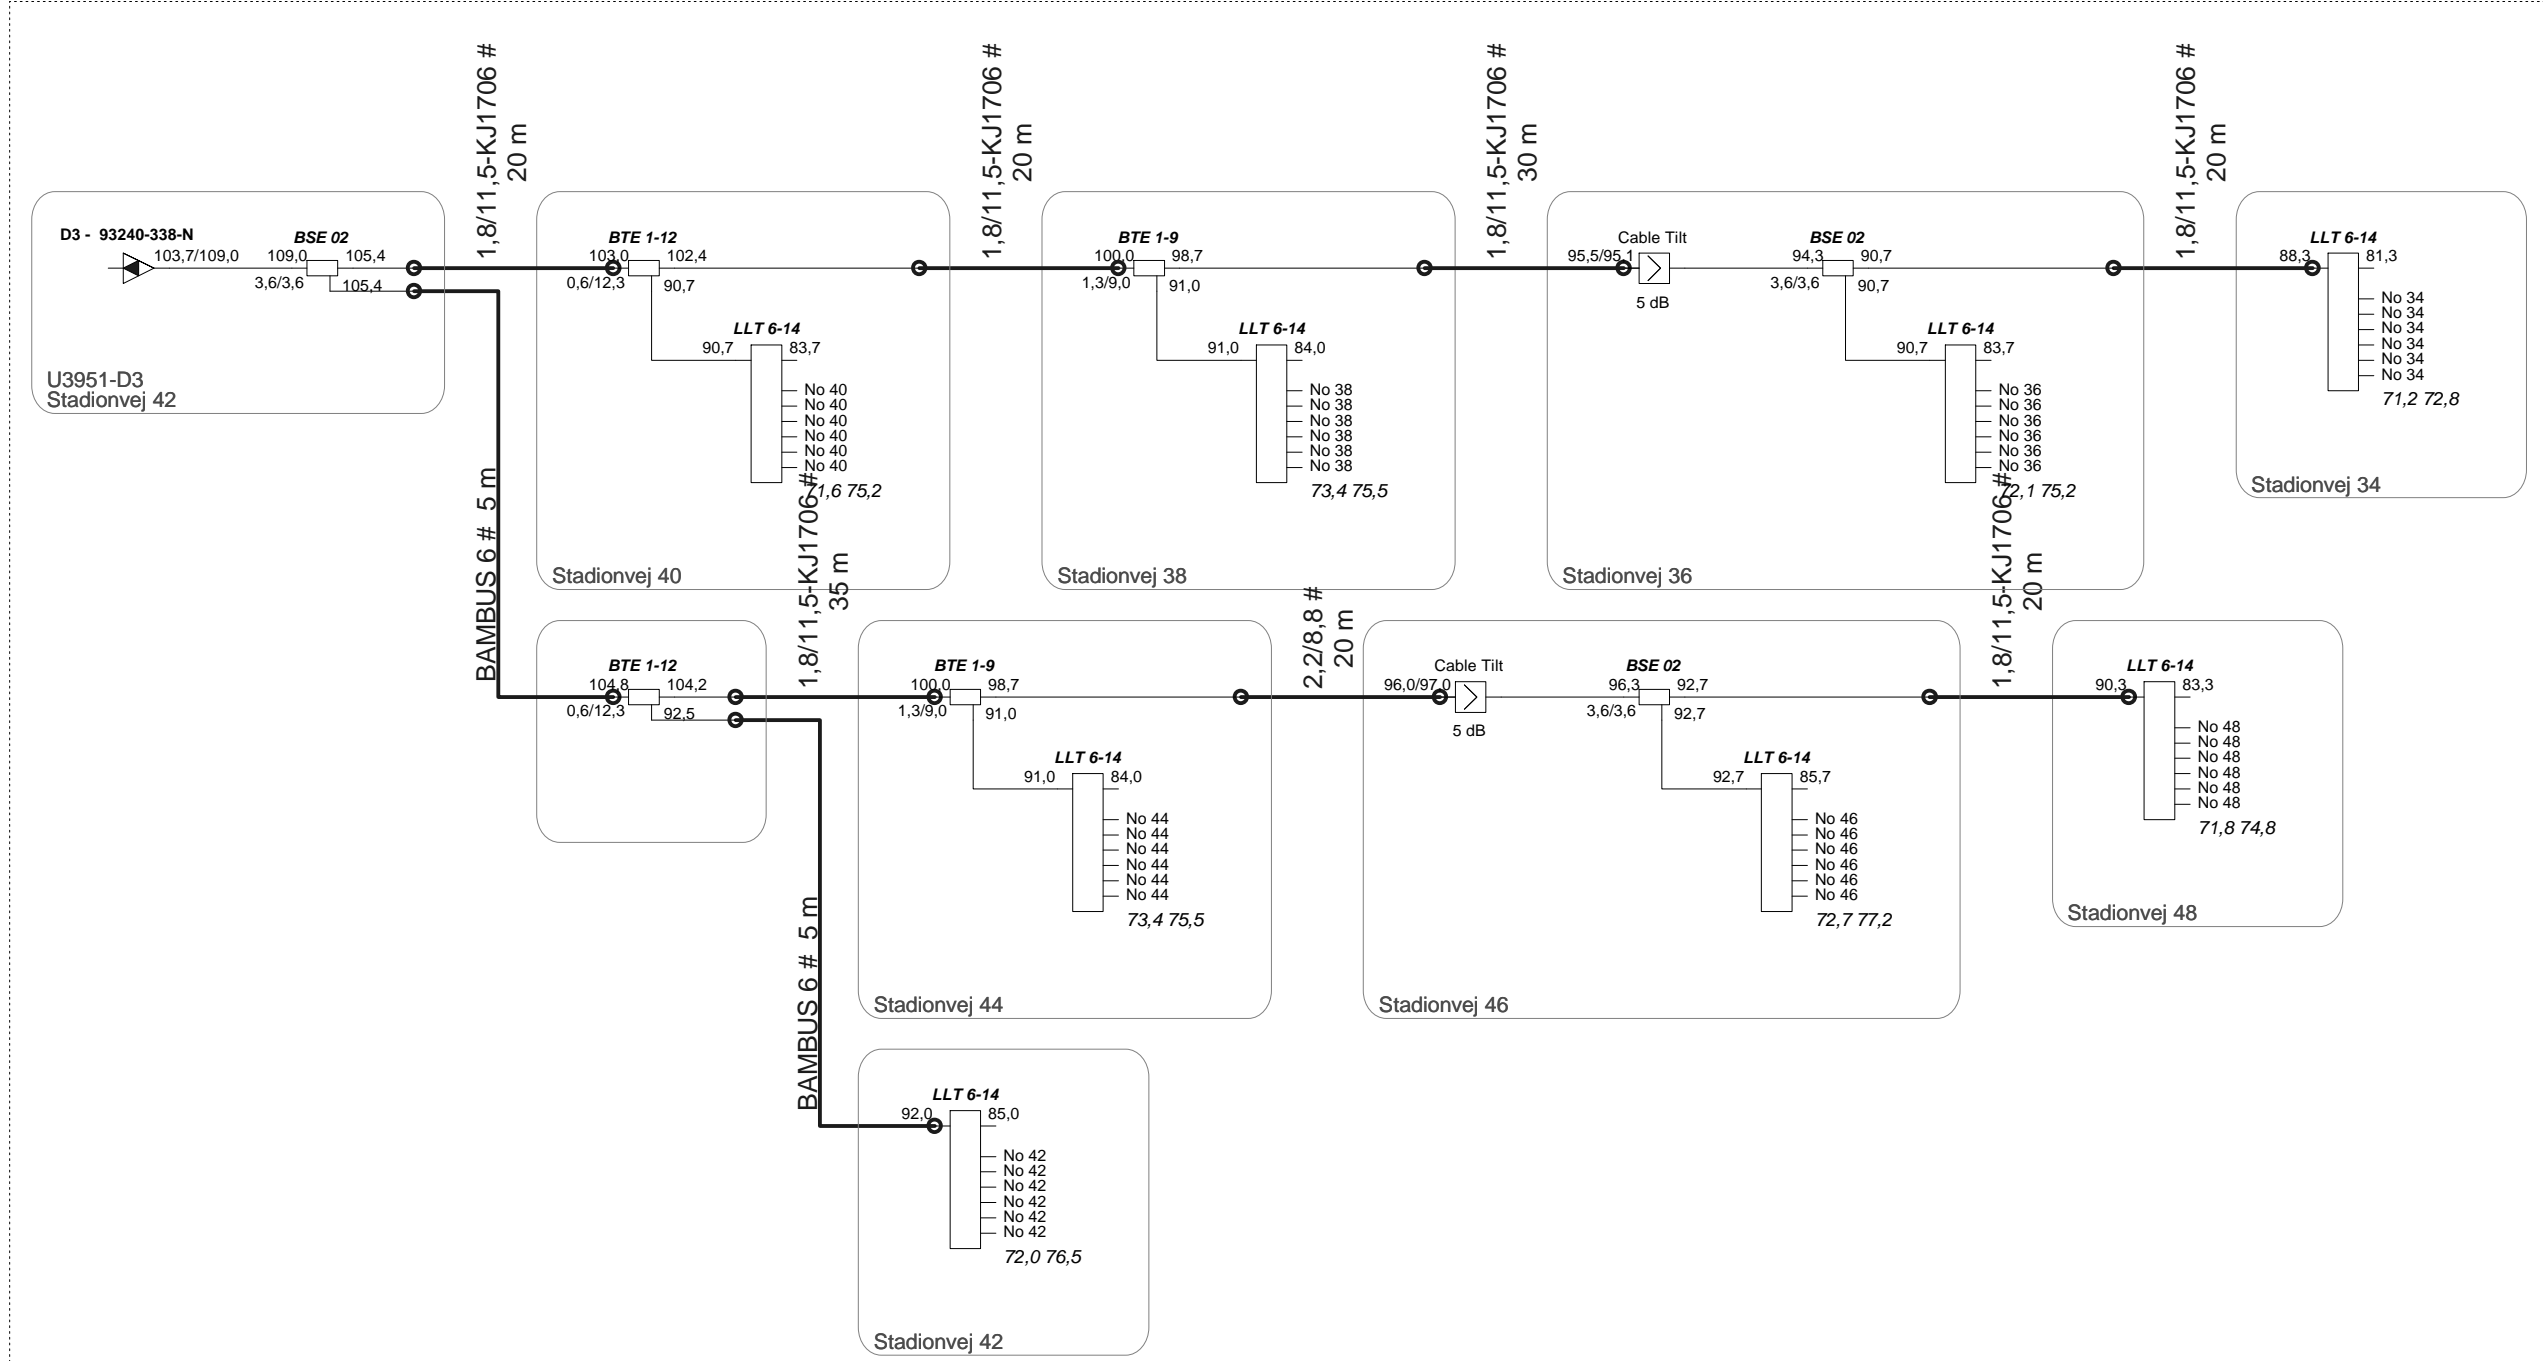 1,8/11,5-KJ1706 #
20 m
1,8/11,5-KJ1706 #
20 m
1,8/11,5-KJ1706 #
30 m
1,8/11,5-KJ1706 #
20 m
D3 - 93240-338-N
103,7/109,0
BSE 02
109,0 105,4
3,6/3,6 105,4
U3951-D3
Stadionvej 42
BTE 1-12
103,0 102,4
0,6/12,3 90,7
LLT 6-14
90,7 83,7
No 40
No 40
No 40
No 40
No 40
No 40
71,6 75,2
Stadionvej 40
BTE 1-9
100,0 98,7
1,3/9,0 91,0
LLT 6-14
91,0 84,0
No 38
No 38
No 38
No 38
No 38
No 38
73,4 75,5
Stadionvej 38
Cable Tilt
95,5/95,1
5 dB
BSE 02
94,3 90,7
3,6/3,6 90,7
LLT 6-14
90,7 83,7
No 36
No 36
No 36
No 36
No 36
No 36
72,1 75,2
Stadionvej 36
LLT 6-14
88,3 81,3
No 34
No 34
No 34
No 34
No 34
No 34
71,2 72,8
Stadionvej 34
BAMBUS 6 # 5 m
1,8/11,5-KJ1706 #
35 m
2,2/8,8 #
20 m
1,8/11,5-KJ1706 #
20 m
BTE 1-12
104,8 104,2
0,6/12,3 92,5
BTE 1-9
100,0 98,7
1,3/9,0 91,0
LLT 6-14
91,0 84,0
No 44
No 44
No 44
No 44
No 44
No 44
73,4 75,5
Stadionvej 44
Cable Tilt
96,0/97,0
5 dB
BSE 02
96,3 92,7
3,6/3,6 92,7
LLT 6-14
92,7 85,7
No 46
No 46
No 46
No 46
No 46
No 46
72,7 77,2
Stadionvej 46
LLT 6-14
90,3 83,3
No 48
No 48
No 48
No 48
No 48
No 48
71,8 74,8
Stadionvej 48
BAMBUS 6 # 5 m
LLT 6-14
92,0 85,0
No 42
No 42
No 42
No 42
No 42
No 42
72,0 76,5
Stadionvej 42